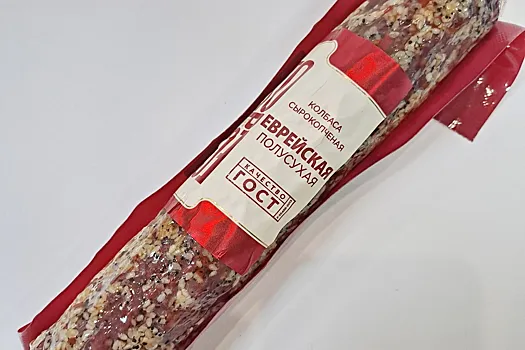 КОЛБАСА
СЫРОКОПЧЕНАЯ
ЕВРЕЙСКАЯ
ПОЛУСУХАЯ
КАЧЕСТВО
ГОСТ